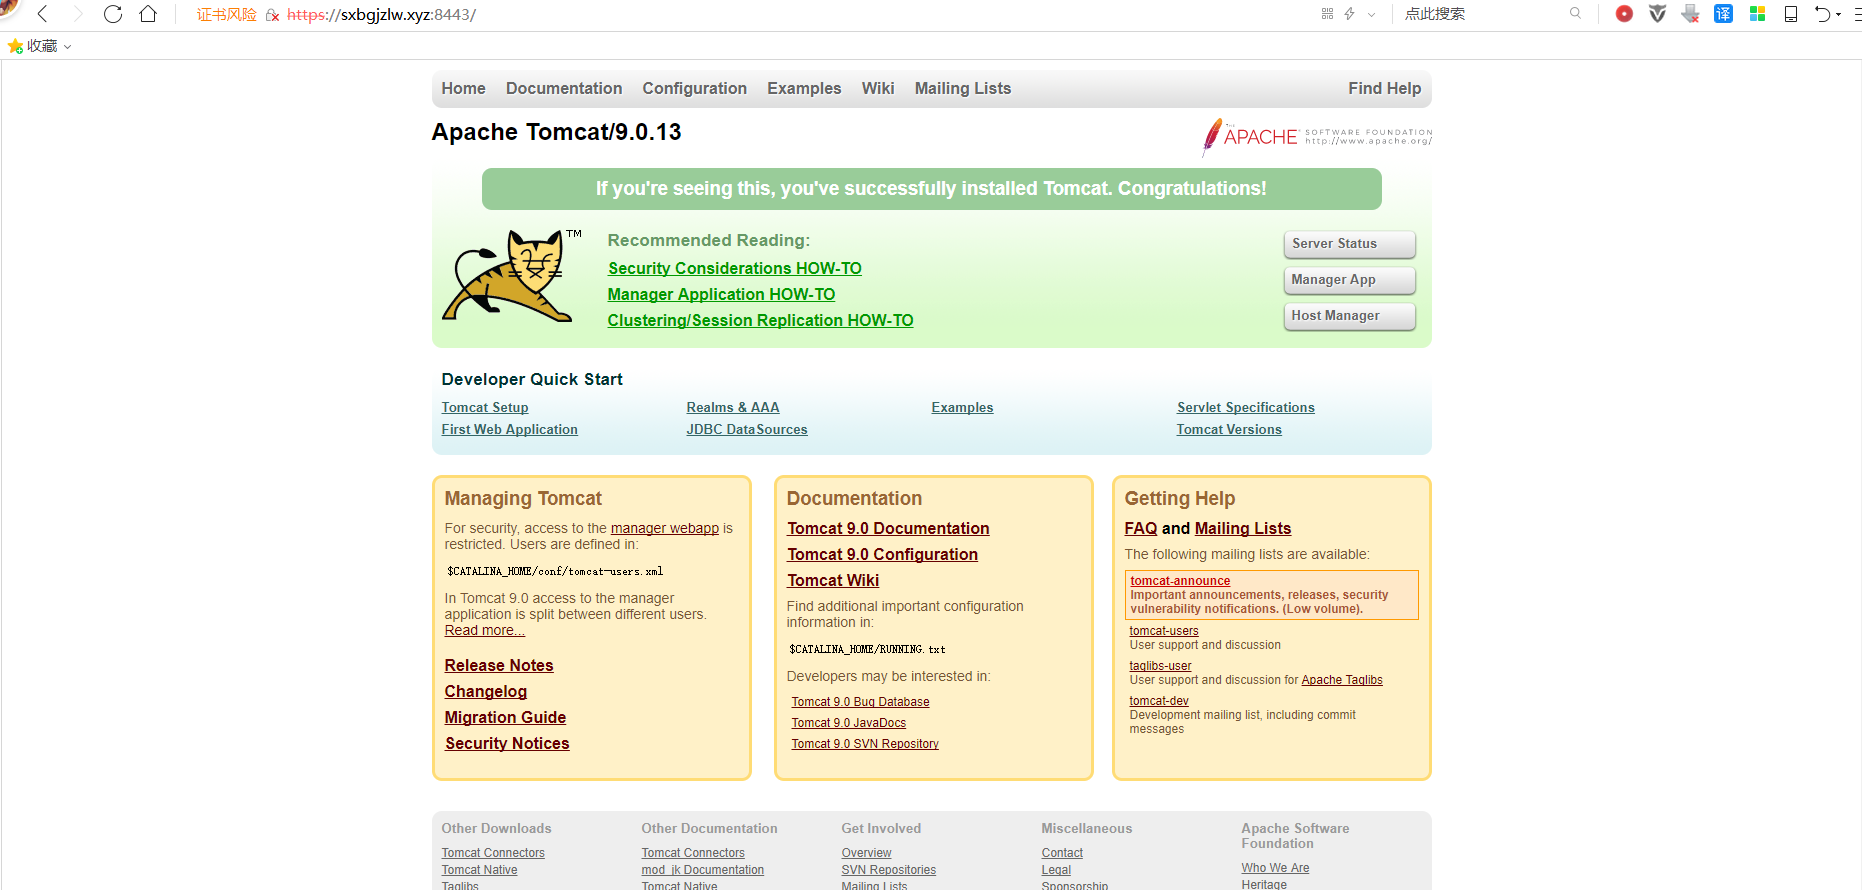 证书风险 https://sxbgjzlw.xyz:8443/ 点此搜索
收藏
Home Documentation Configuration Examples Wiki Mailing Lists Find Help
Apache Tomcat/9.0.13
THE APACHE SOFTWARE FOUNDATION
http://www.apache.org/
If you're seeing this, you've successfully installed Tomcat. Congratulations!
TM
Recommended Reading:
Security Considerations HOW-TO
Manager Application HOW-TO
Clustering/Session Replication HOW-TO
Server Status
Manager App
Host Manager
Developer Quick Start
Tomcat Setup
First Web Application
Realms & AAA
JDBC DataSources
Examples
Servlet Specifications
Tomcat Versions
Managing Tomcat
For security, access to the manager webapp is
restricted. Users are defined in:
$CATALINA_HOME/conf/tomcat-users.xml
In Tomcat 9.0 access to the manager
application is split between different users.
Read more...
Release Notes
Changelog
Migration Guide
Security Notices
Documentation
Tomcat 9.0 Documentation
Tomcat 9.0 Configuration
Tomcat Wiki
Find additional important configuration
information in:
$CATALINA_HOME/RUNNING.txt
Developers may be interested in:
Tomcat 9.0 Bug Database
Tomcat 9.0 JavaDocs
Tomcat 9.0 SVN Repository
Getting Help
FAQ and Mailing Lists
The following mailing lists are available:
tomcat-announce
Important announcements, releases, security
vulnerability notifications. (Low volume).
tomcat-users
User support and discussion
taglibs-user
User support and discussion for Apache Taglibs
tomcat-dev
Development mailing list, including commit
messages
Other Downloads
Tomcat Connectors
Tomcat Native
Taglibs
Other Documentation
Tomcat Connectors
mod_jk Documentation
Tomcat Native
Get Involved
Overview
SVN Repositories
Mailing Lists
Miscellaneous
Contact
Legal
Sponsorship
Apache Software
Foundation
Who We Are
Heritage
译